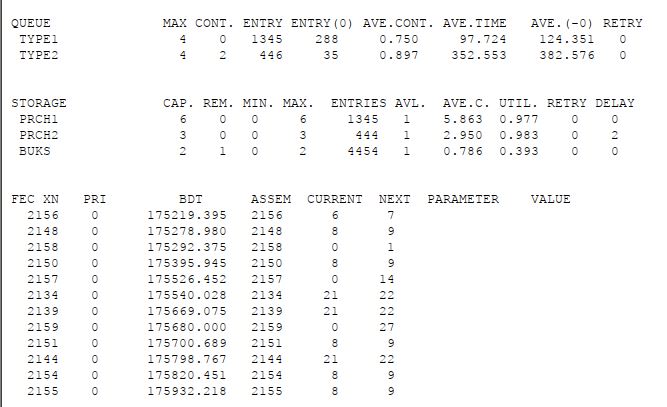 QUEUE MAX CONT. ENTRY ENTRY(0) AVE.CONT. AVE.TIME AVE.(-0) RETRY
TYPE1 4 0 1345 288 0.750 97.724 124.351 0
TYPE2 4 2 446 35 0.897 352.553 382.576 0
STORAGE CAP. REM. MIN. MAX. ENTRIES AVL. AVE.C. UTIL. RETRY DELAY
PRCH1 6 0 0 6 1345 1 5.863 0.977 0 0
PRCH2 3 0 0 3 444 1 2.950 0.983 0 2
BUKS 2 1 0 2 4454 1 0.786 0.393 0 0
FEC XN PRI BDT ASSEM CURRENT NEXT PARAMETER VALUE
2156 0 175219.395 2156 6 7
2148 0 175278.980 2148 8 9
2158 0 175292.375 2158 0 1
2150 0 175395.945 2150 8 9
2157 0 175526.452 2157 0 14
2134 0 175540.028 2134 21 22
2139 0 175669.075 2139 21 22
2159 0 175680.000 2159 0 27
2151 0 175700.689 2151 8 9
2144 0 175798.767 2144 21 22
2154 0 175820.451 2154 8 9
2155 0 175932.218 2155 8 9